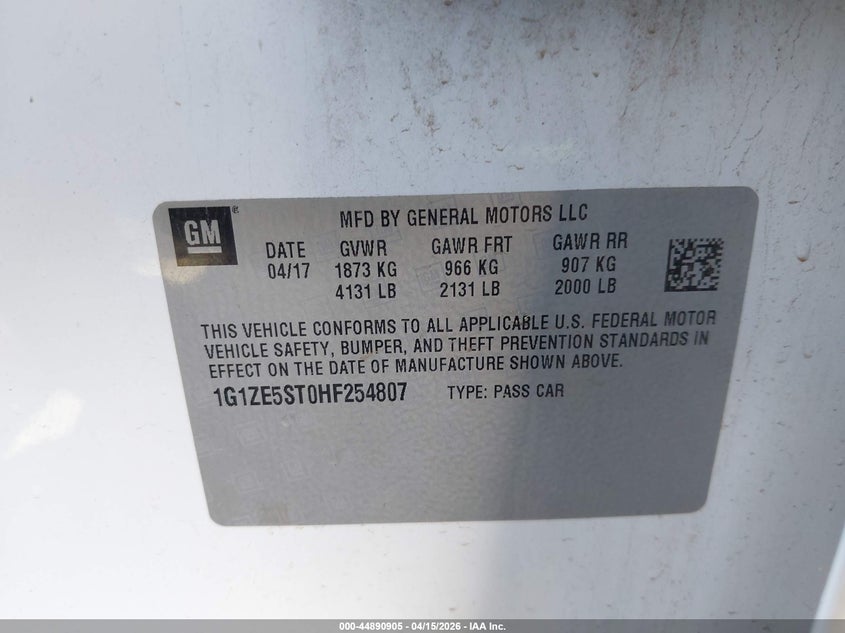 GM
MFD BY GENERAL MOTORS LLC
DATE GVWR GAWR FRT GAWR RR
04/17 1873 KG 966 KG 907 KG
4131 LB 2131 LB 2000 LB
THIS VEHICLE CONFORMS TO ALL APPLICABLE U.S. FEDERAL MOTOR
VEHICLE SAFETY, BUMPER, AND THEFT PREVENTION STANDARDS IN
EFFECT ON THE DATE OF MANUFACTURE SHOWN ABOVE.
1G1ZE5ST0HF254807 TYPE: PASS CAR
000-44890905 - 04/15/2026 - IAA Inc.